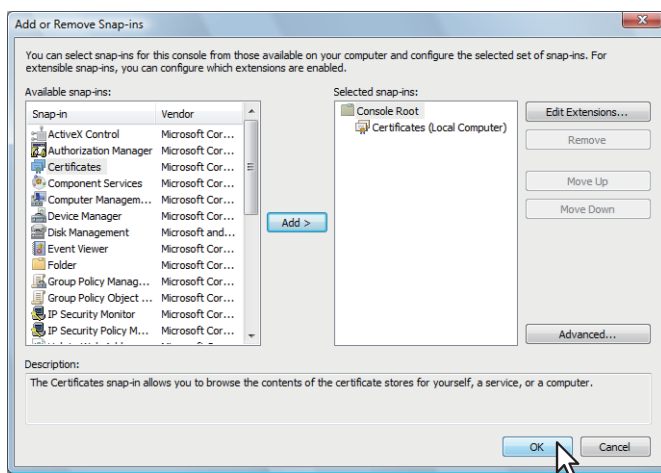 Add or Remove Snap-ins
You can select snap-ins for this console from those available on your computer and configure the selected set of snap-ins. For
extensible snap-ins, you can configure which extensions are enabled.
Available snap-ins:
Selected snap-ins:
Snap-in Vendor
ActiveX Control Microsoft Cor...
Authorization Manager Microsoft Cor...
Certificates Microsoft Cor...
Component Services Microsoft Cor...
Computer Managem... Microsoft Cor...
Device Manager Microsoft Cor...
Disk Management Microsoft and...
Event Viewer Microsoft Cor...
Folder Microsoft Cor...
Group Policy Manag... Microsoft Cor...
Group Policy Object ... Microsoft Cor...
IP Security Monitor Microsoft Cor...
IP Security Policy M... Microsoft Cor...
Add >
Console Root
Certificates (Local Computer)
Edit Extensions...
Remove
Move Up
Move Down
Advanced...
Description:
The Certificates snap-in allows you to browse the contents of the certificate stores for yourself, a service, or a computer.
OK
Cancel